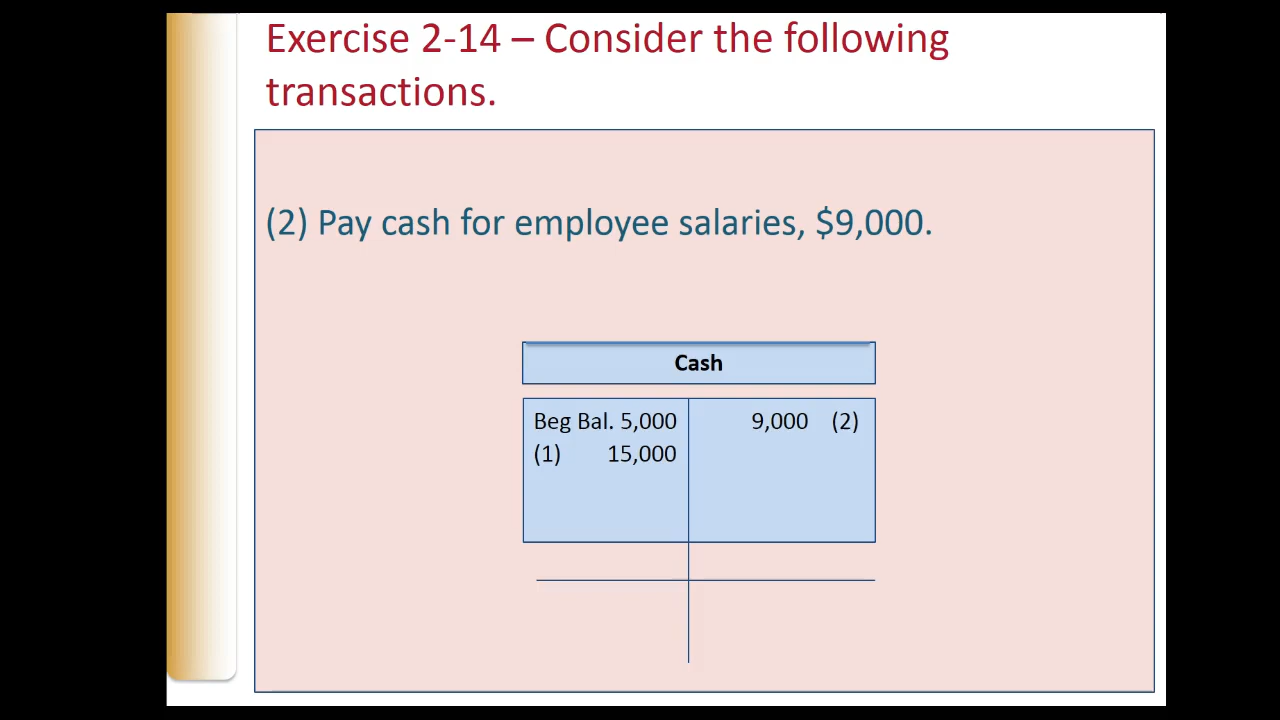 Exercise 2-14 – Consider the following
transactions.
(2) Pay cash for employee salaries, $9,000.
Cash
Beg Bal. 5,000 9,000 (2)
(1) 15,000